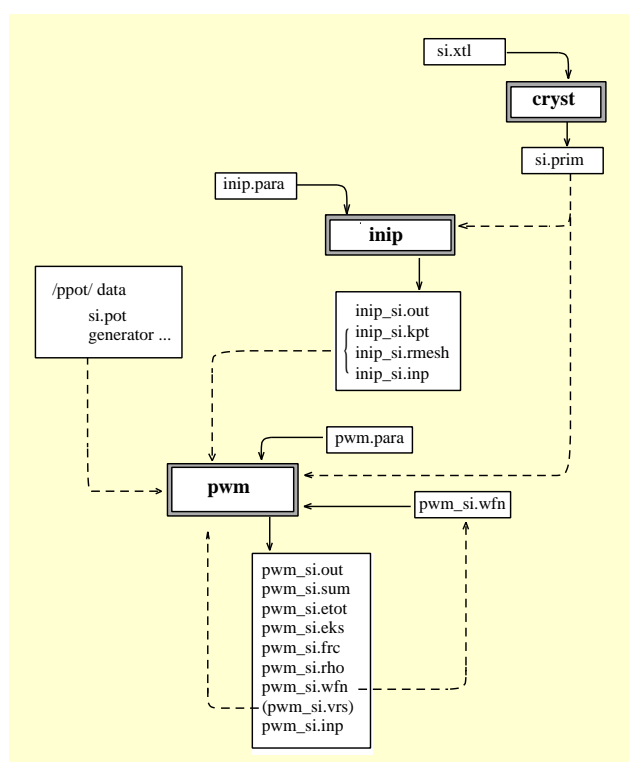 si.xtl
cryst
si.prim
inip.para
inip
/ppot/ data
si.pot
generator ...
inip_si.out
inip_si.kpt
inip_si.rmesh
inip_si.inp
pwm.para
pwm
pwm_si.wfn
pwm_si.out
pwm_si.sum
pwm_si.etot
pwm_si.eks
pwm_si.frc
pwm_si.rho
pwm_si.wfn
(pwm_si.vrs)
pwm_si.inp